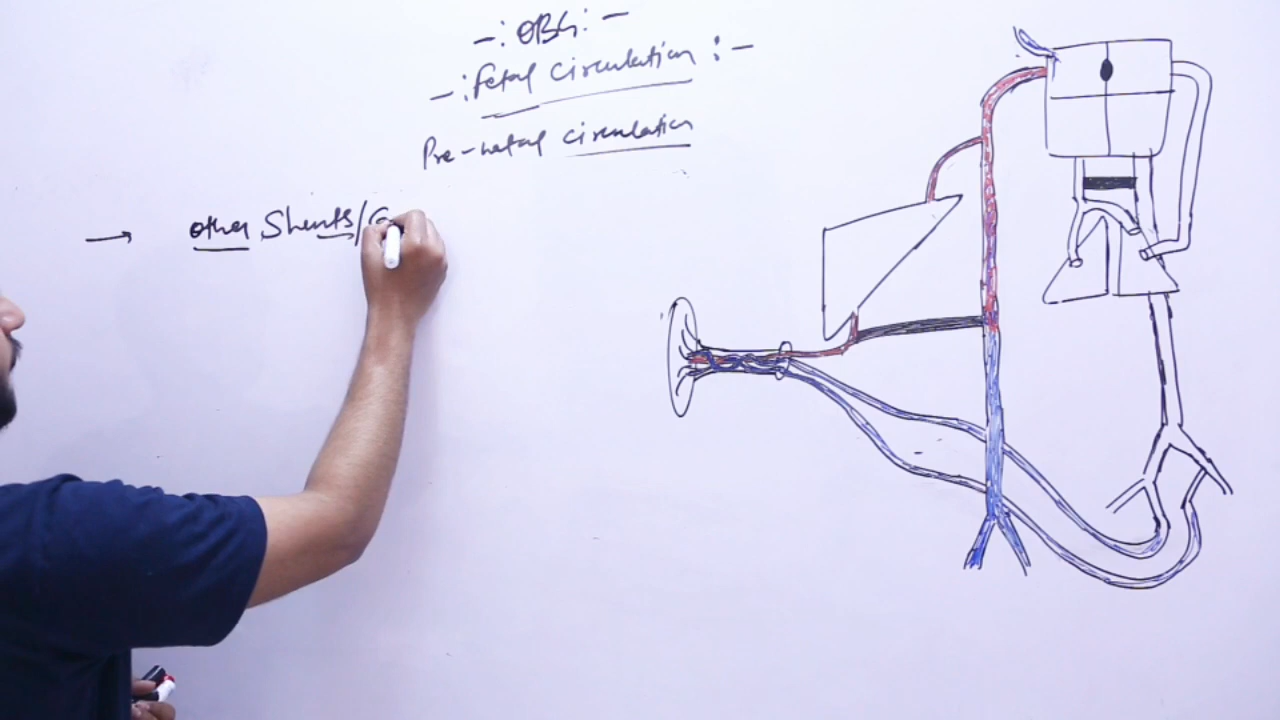 -: OBG: -
-: Fetal circulation : -
Pre-natal circulation
→ other Shunts/